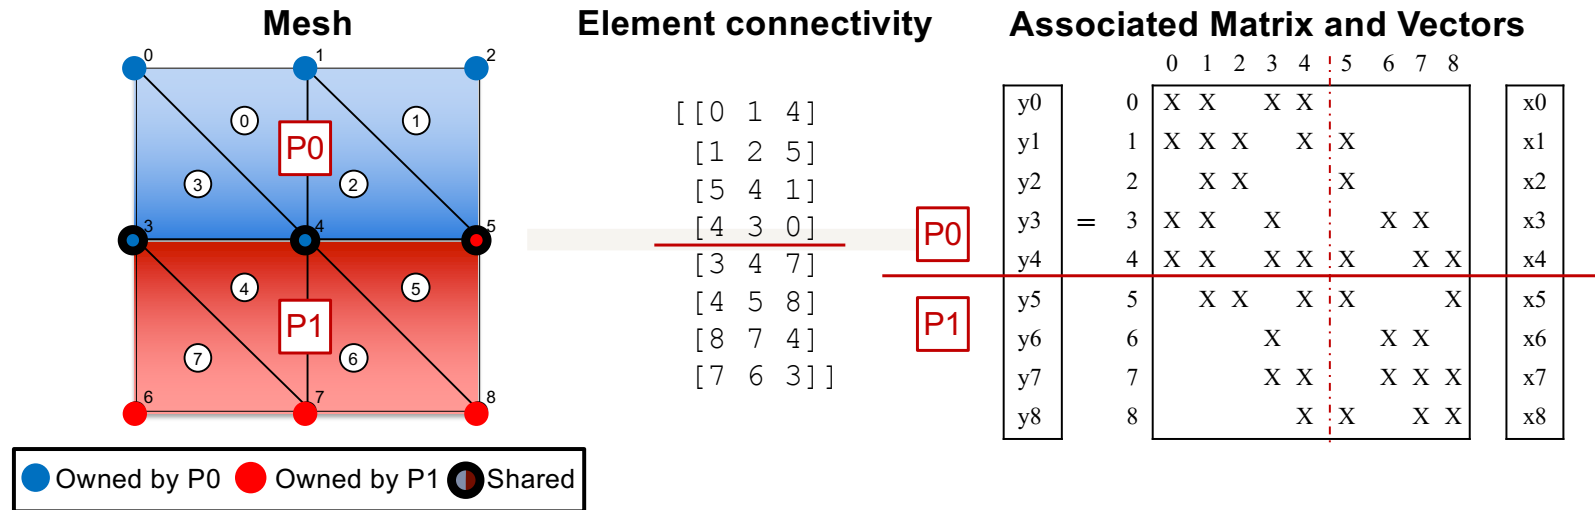 Mesh
Element connectivity
Associated Matrix and Vectors
0 1 2
0 1
P0
3 2
3 4 5
4 5
P1
7 6
6 7 8
Owned by P0 Owned by P1 Shared
[[0 1 4]
[1 2 5]
[5 4 1]
[4 3 0]
[3 4 7]
[4 5 8]
[8 7 4]
[7 6 3]]
P0
P1
0 1 2 3 4 5 6 7 8
y0 0 X X X X x0
y1 1 X X X X X x1
y2 2 X X X x2
y3 = 3 X X X X X x3
y4 4 X X X X X X X x4
y5 5 X X X X X x5
y6 6 X X X x6
y7 7 X X X X X x7
y8 8 X X X X x8